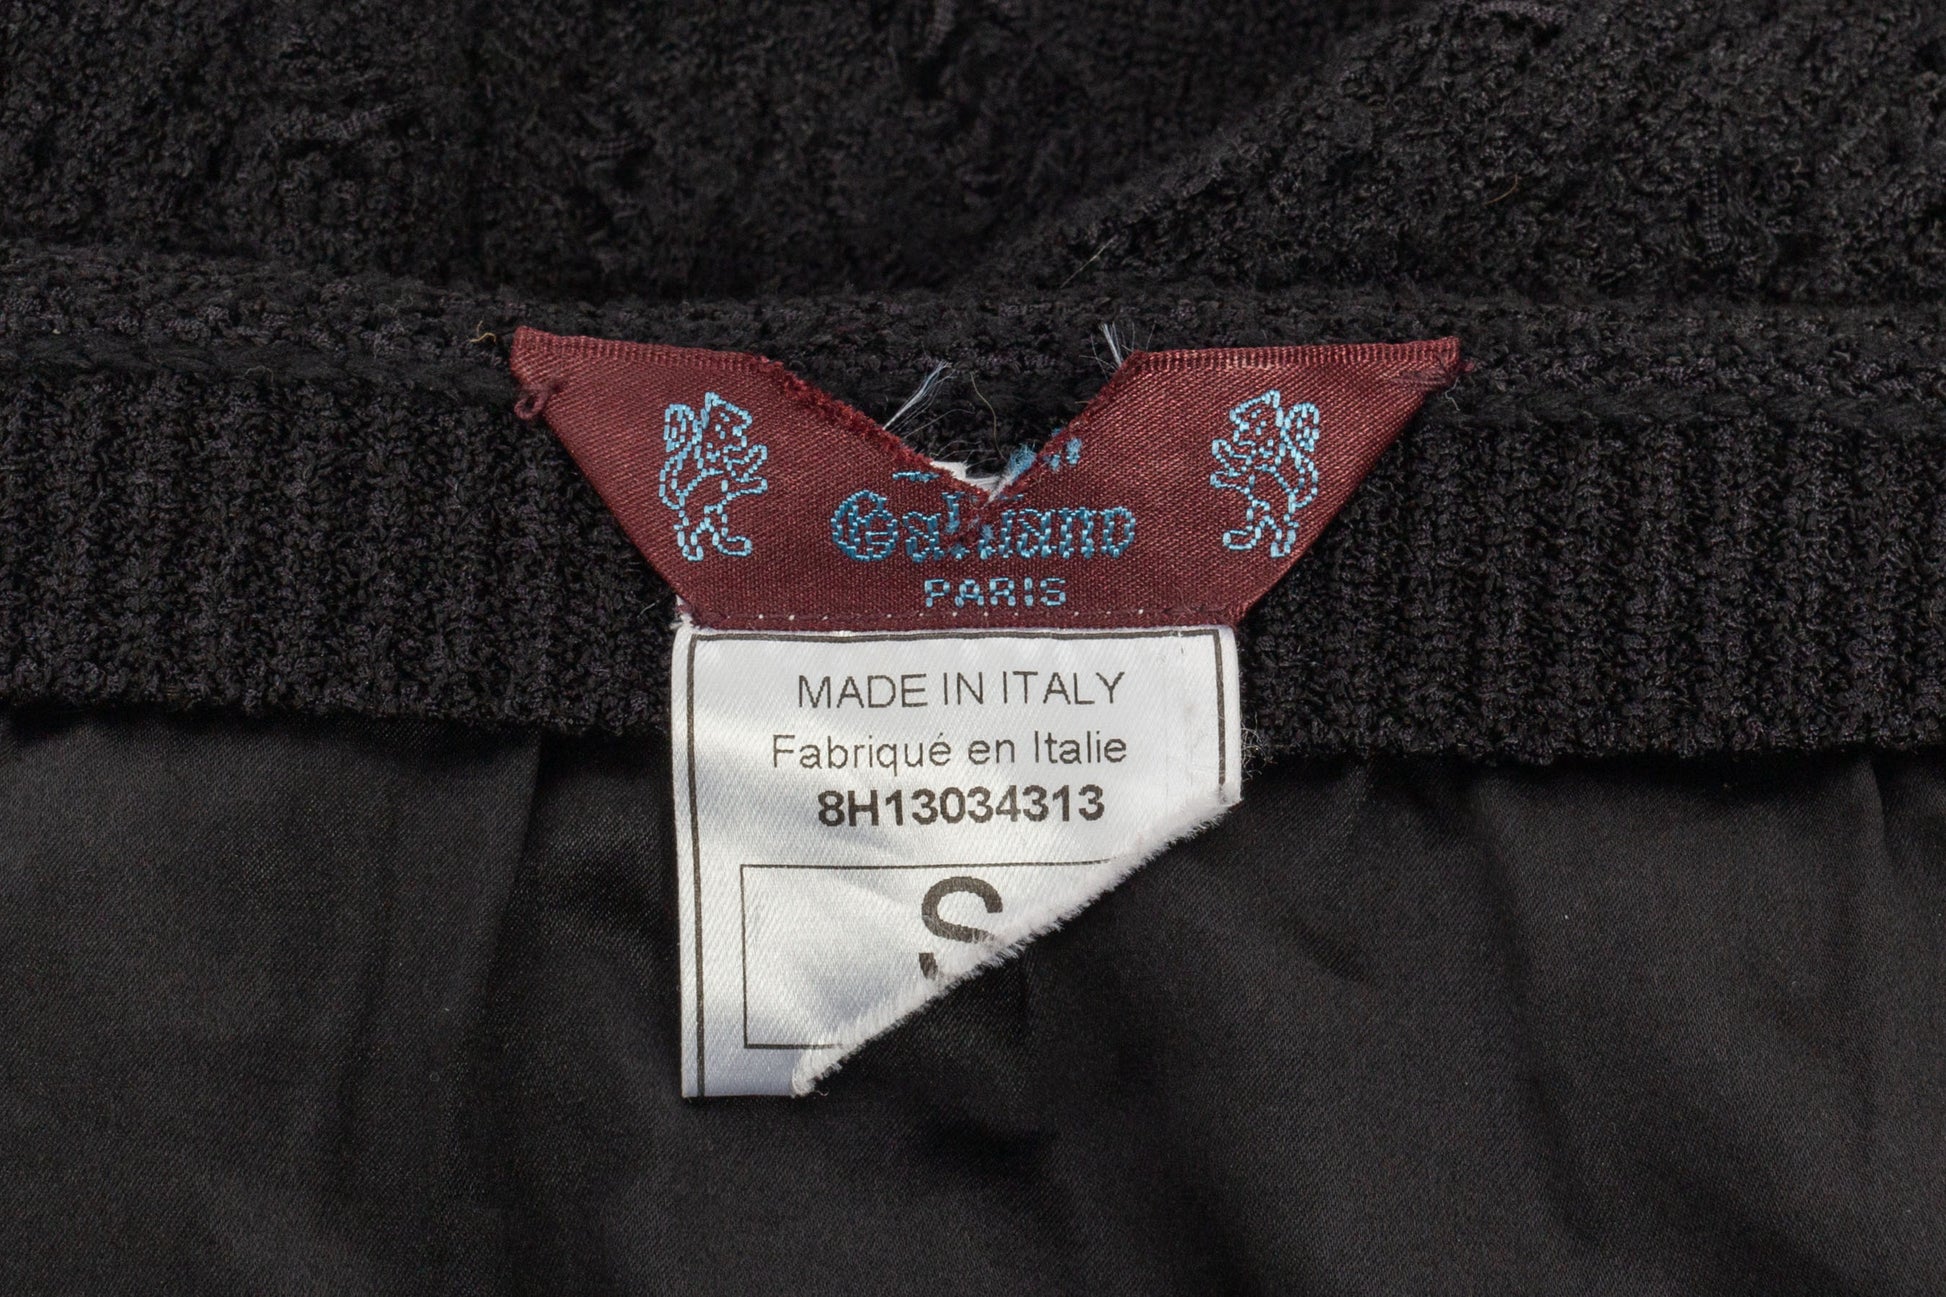 Galliano
PARIS
MADE IN ITALY
Fabriqué en Italie
8H13034313
S